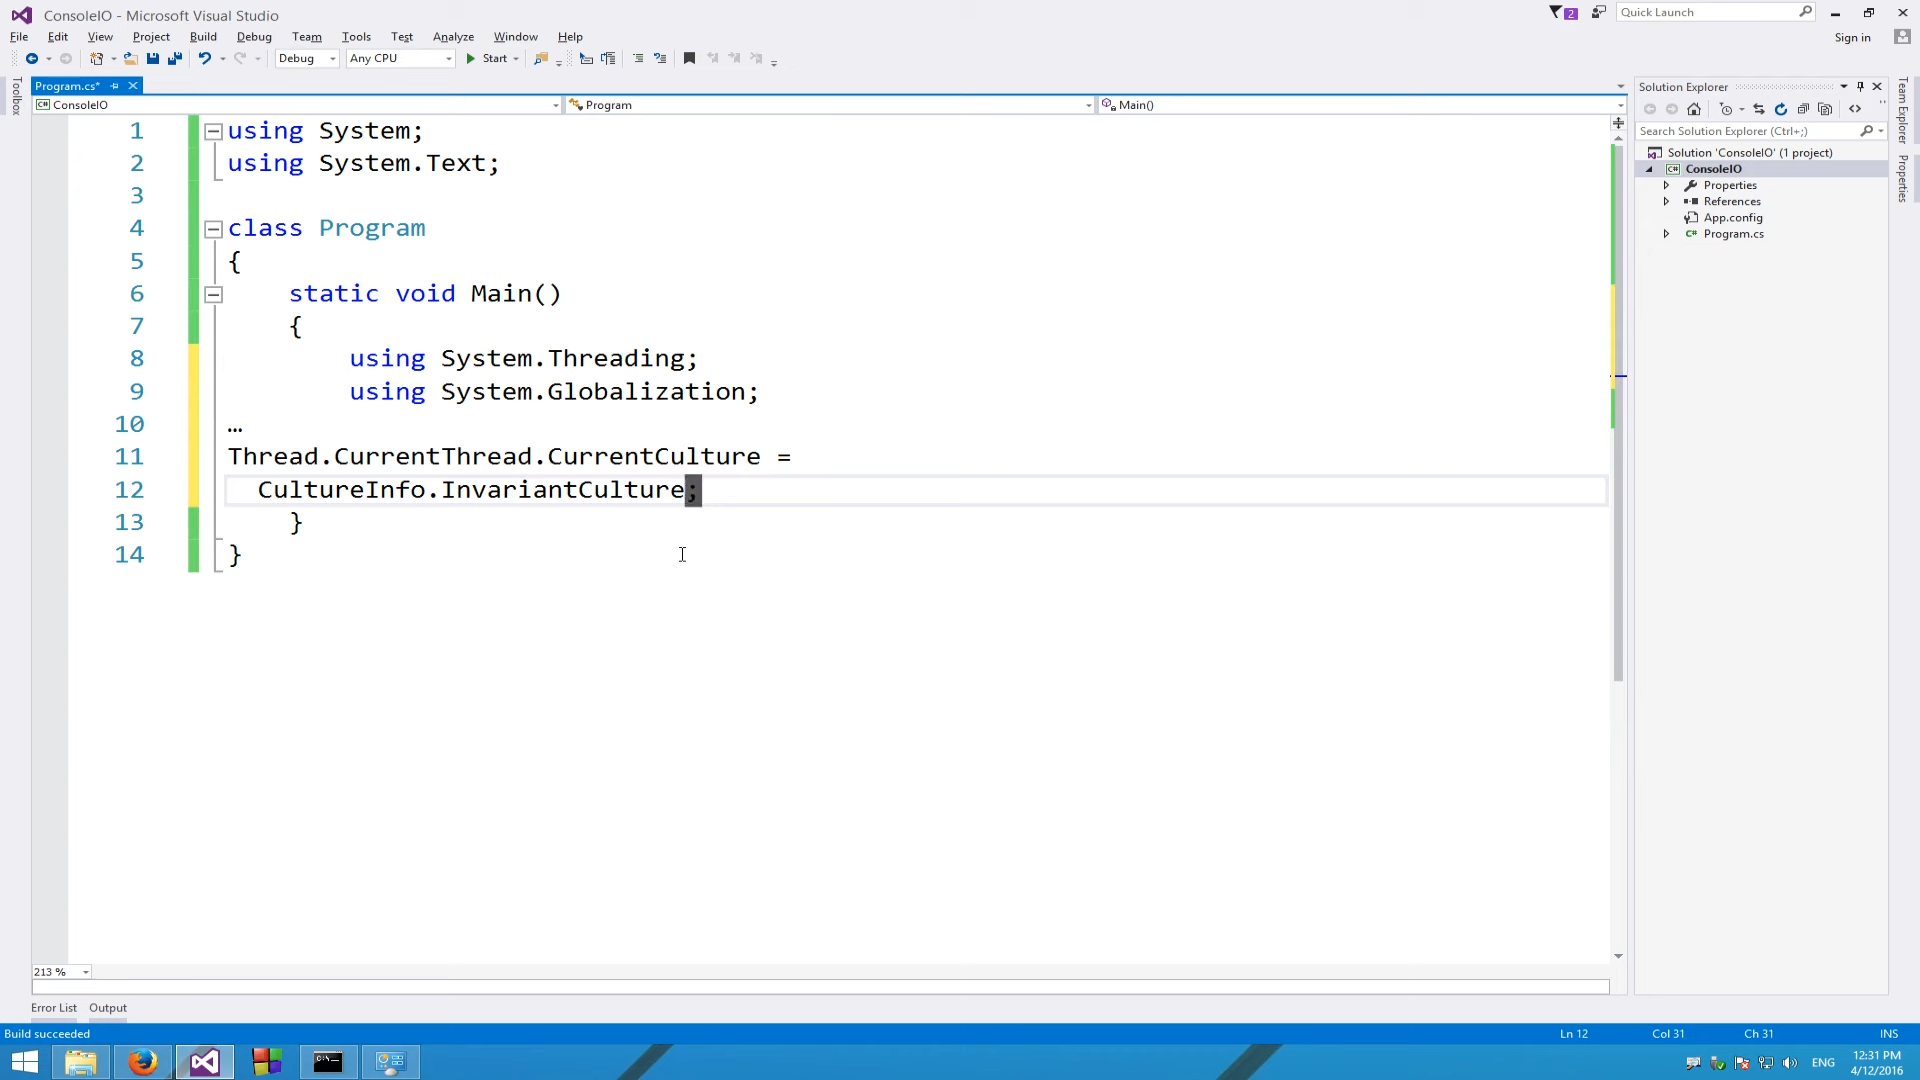 ConsoleIO - Microsoft Visual Studio
2
Quick Launch
File Edit View Project Build Debug Team Tools Test Analyze Window Help
Sign in
Debug Any CPU Start
Toolbox
Program.cs*
ConsoleIO Program Main()
1 using System;
2 using System.Text;
3
4 class Program
5 {
6 static void Main()
7 {
8 using System.Threading;
9 using System.Globalization;
10 …
11 Thread.CurrentThread.CurrentCulture =
12 CultureInfo.InvariantCulture;
13 }
14 }
213 %
Solution Explorer
Search Solution Explorer (Ctrl+;)
Solution 'ConsoleIO' (1 project)
C# ConsoleIO
Properties
References
App.config
C# Program.cs
Team Explorer
Properties
Error List Output
Build succeeded
Ln 12 Col 31 Ch 31 INS
ENG
12:31 PM
4/12/2016